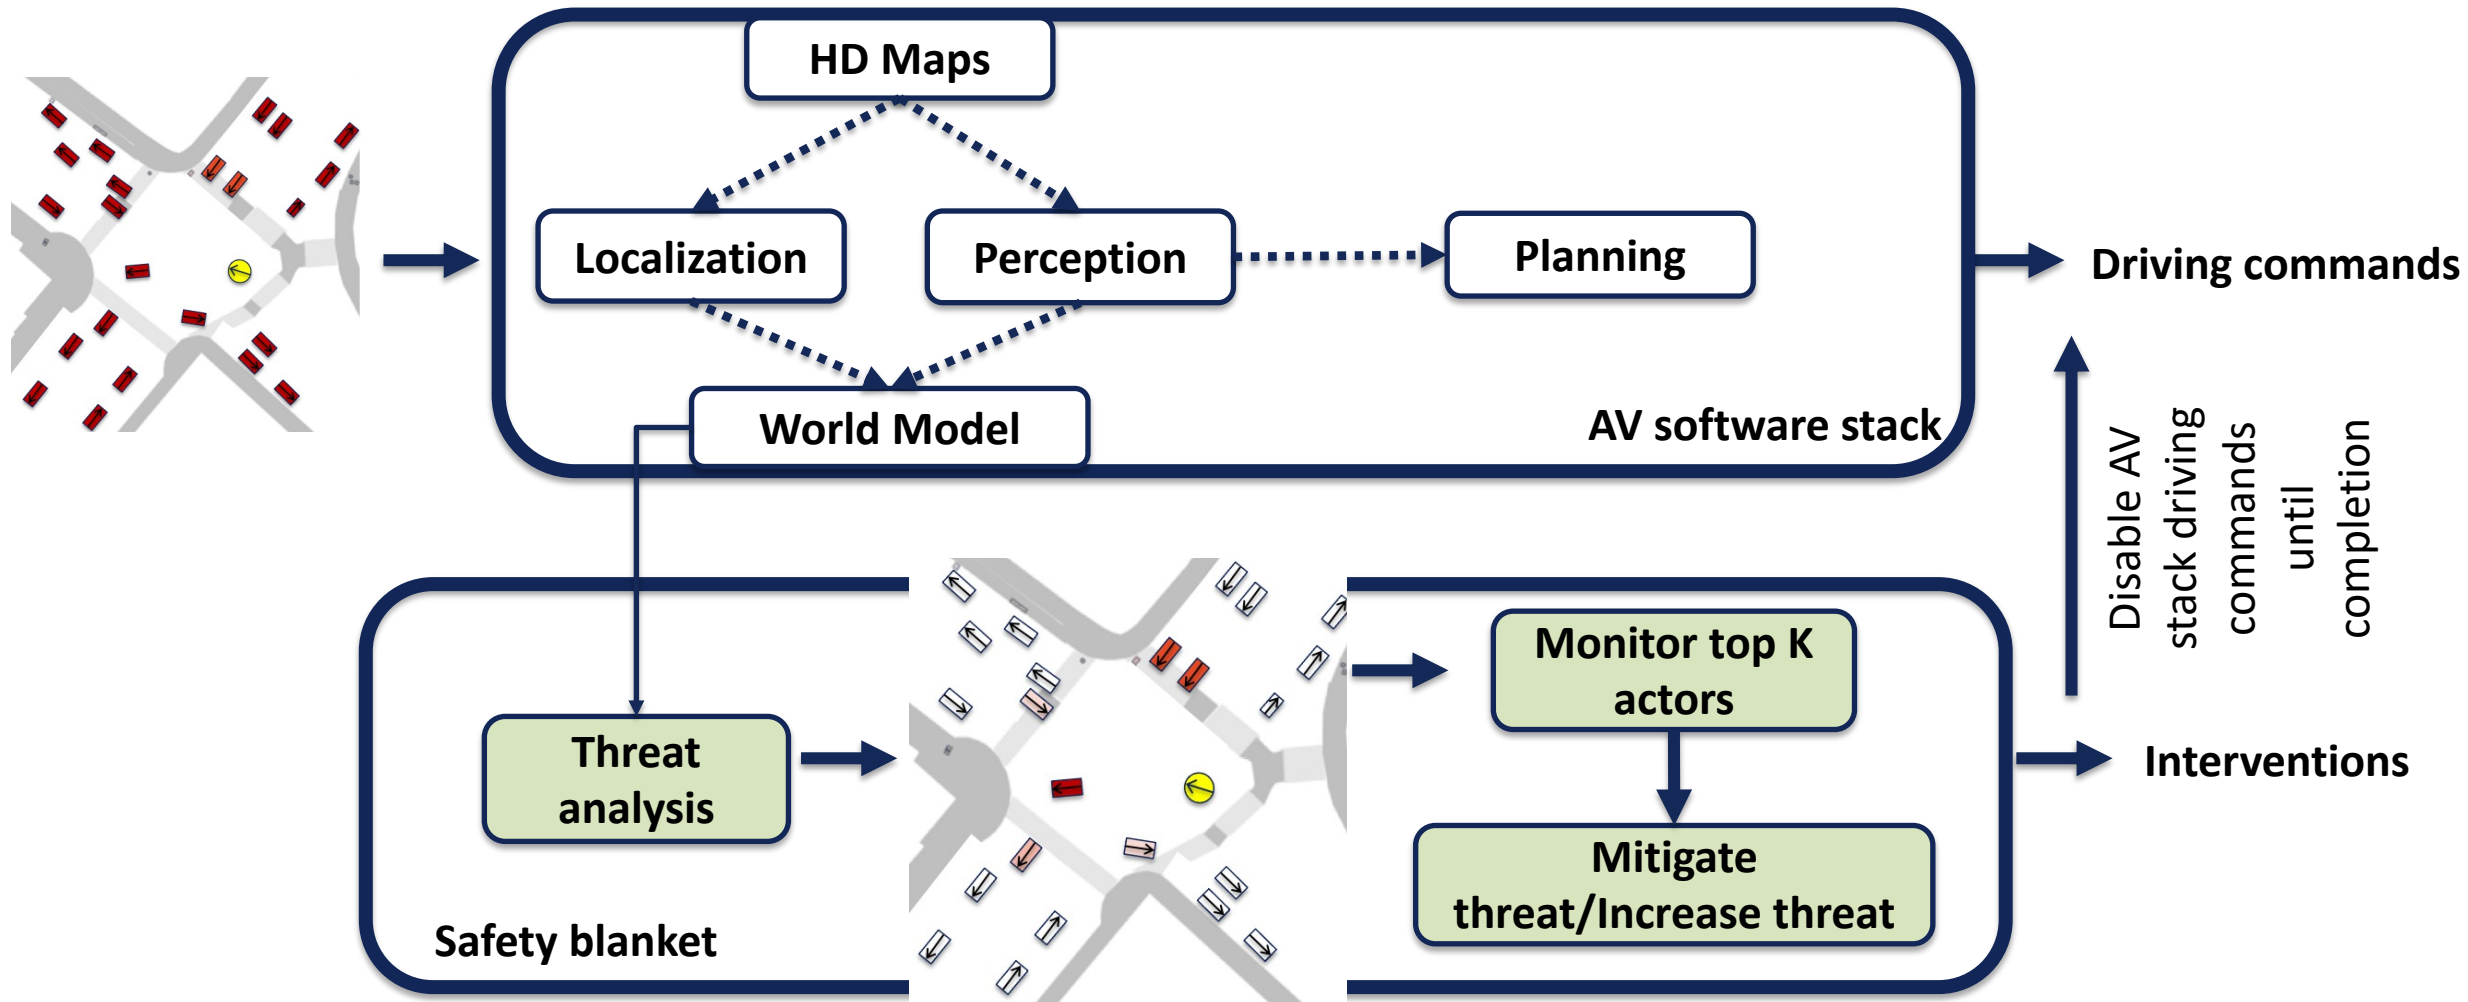 HD Maps
Localization
Perception
Planning
Driving commands
World Model
AV software stack
Disable AV
stack driving
commands
until
completion
Threat
analysis
Monitor top K
actors
Mitigate
threat/Increase threat
Interventions
Safety blanket